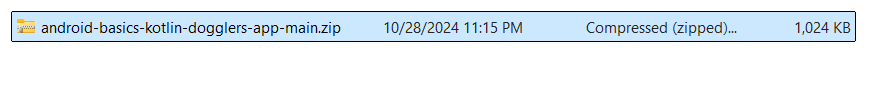 android-basics-kotlin-dogglers-app-main.zip 10/28/2024 11:15 PM Compressed (zipped)... 1,024 KB